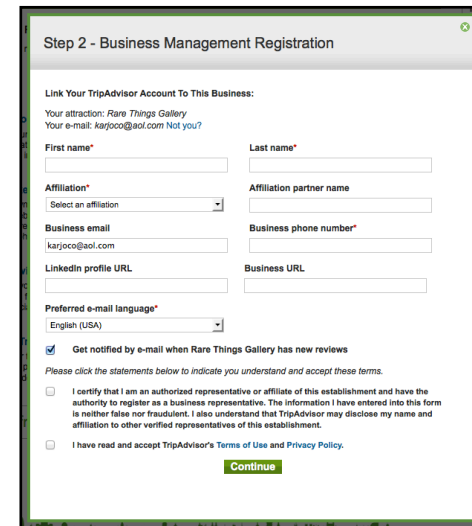 Step 2 - Business Management Registration
Link Your TripAdvisor Account To This Business:
Your attraction: Rare Things Gallery
Your e-mail: karjoco@aol.com Not you?
First name* Last name*
Affiliation* Affiliation partner name
Select an affiliation
Business email Business phone number*
karjoco@aol.com
LinkedIn profile URL Business URL
Preferred e-mail language*
English (USA)
Get notified by e-mail when Rare Things Gallery has new reviews
Please click the statements below to indicate you understand and accept these terms.
I certify that I am an authorized representative or affiliate of this establishment and have the
authority to register as a business representative. The information I have entered into this form
is neither false nor fraudulent. I also understand that TripAdvisor may disclose my name and
affiliation to other verified representatives of this establishment.
I have read and accept TripAdvisor's Terms of Use and Privacy Policy.
Continue